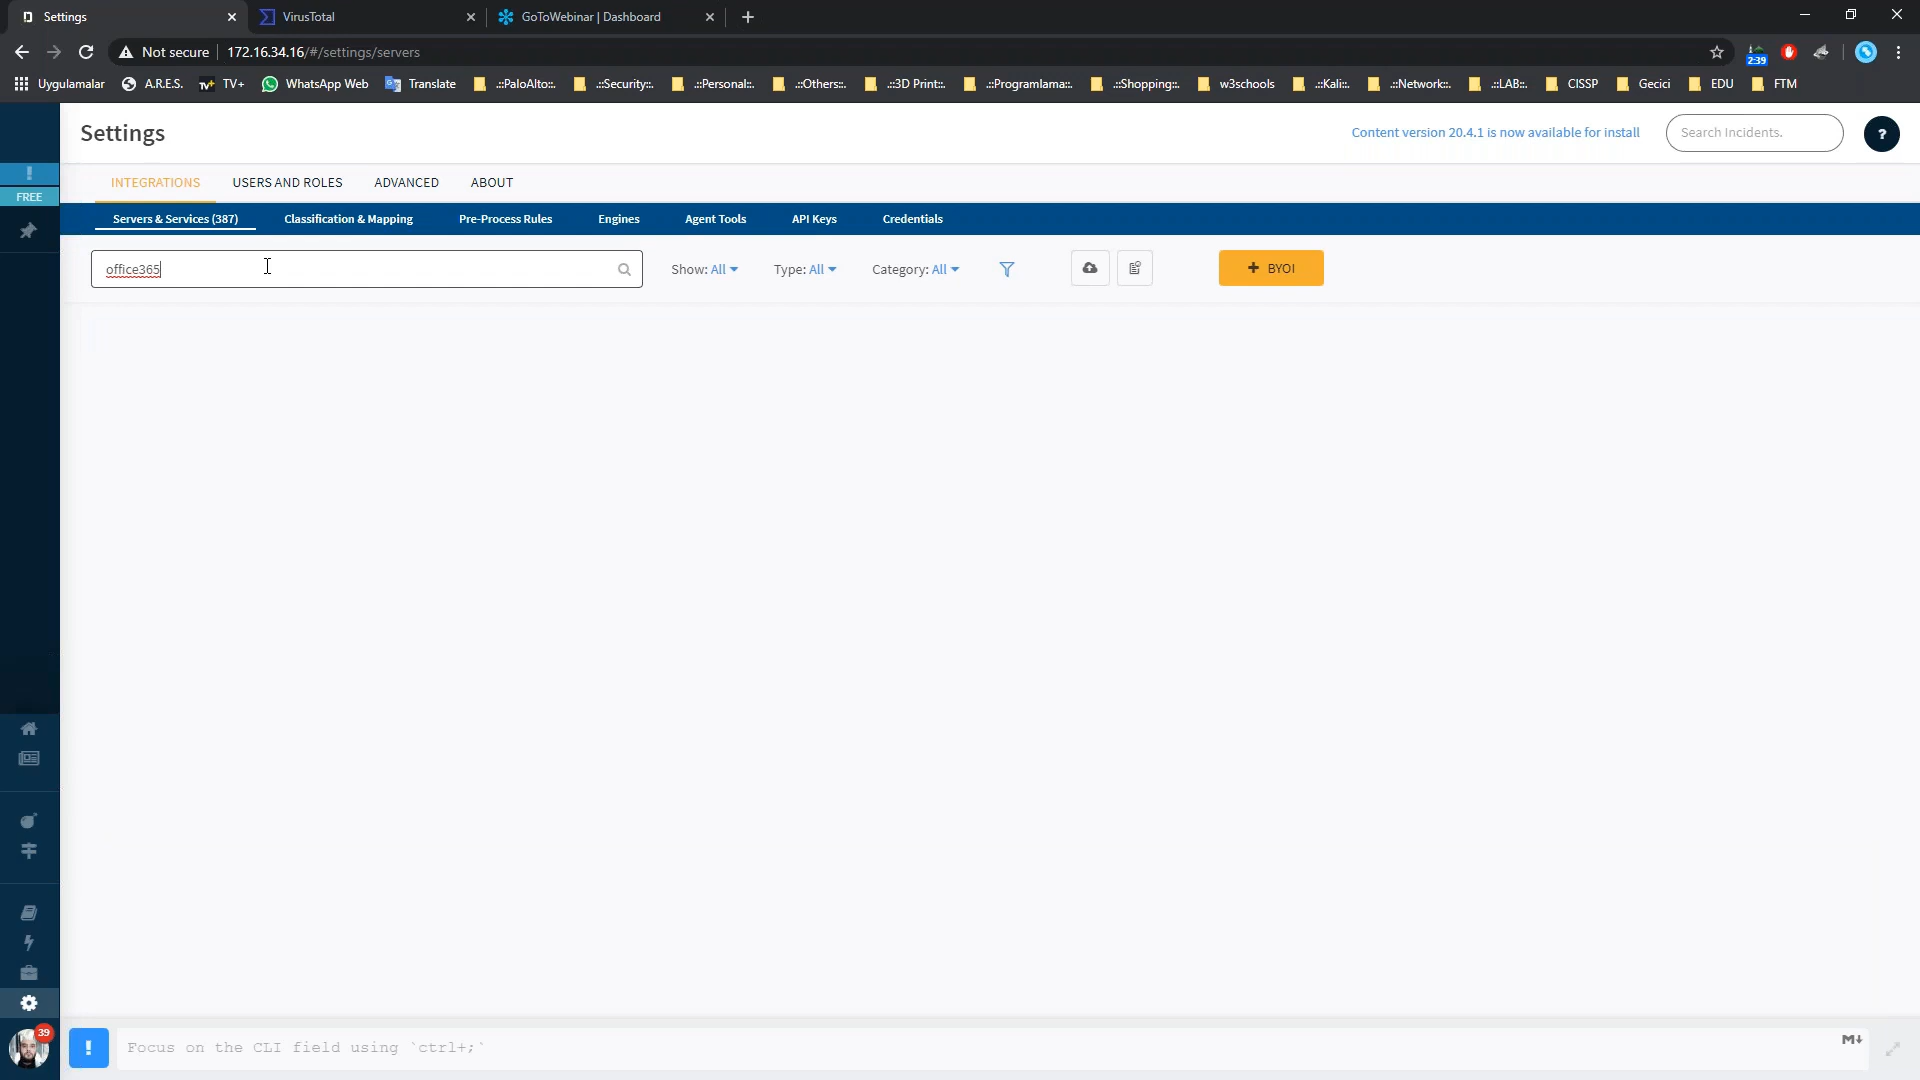 Settings
VirusTotal
GoToWebinar | Dashboard
Not secure
172.16.34.16/#/settings/servers
2:39
Uygulamalar
A.R.E.S.
TV+
WhatsApp Web
Translate
.::PaloAlto::.
.::Security::.
.::Personal::.
.::Others::.
.::3D Print::.
.::Programlama::.
.::Shopping::.
w3schools
.::Kali::.
.::Network::.
.::LAB::.
CISSP
Gecici
EDU
FTM
Settings
Content version 20.4.1 is now available for install
Search Incidents.
?
!
FREE
INTEGRATIONS
USERS AND ROLES
ADVANCED
ABOUT
Servers & Services (387)
Classification & Mapping
Pre-Process Rules
Engines
Agent Tools
API Keys
Credentials
office365
Show: All
Type: All
Category: All
+ BYOI
39
!
Focus on the CLI field using `ctrl+;`
M↓